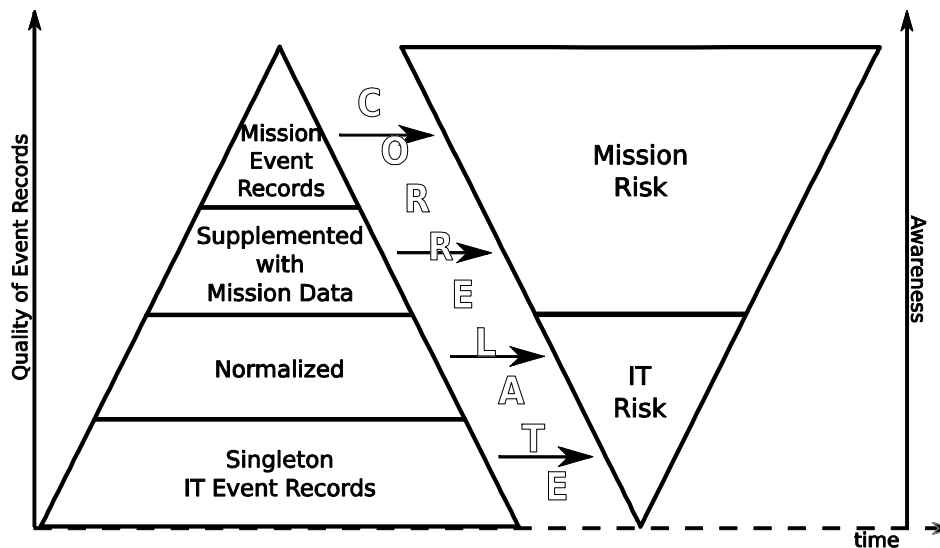 Quality of Event Records
Mission
Event
Records
Supplemented
with
Mission Data
Normalized
Singleton
IT Event Records
C
O
R
R
E
L
A
T
E
Mission
Risk
IT
Risk
Awareness
time